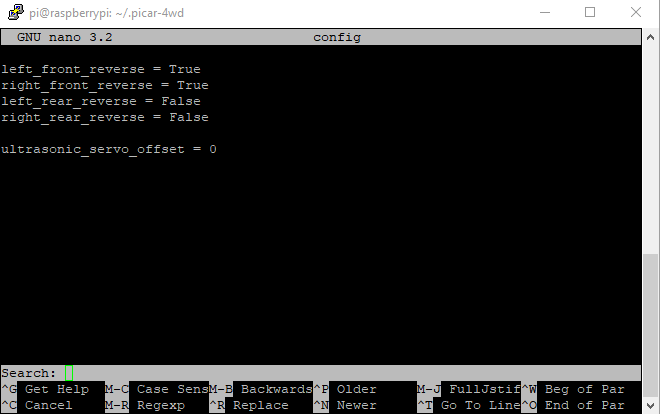 pi@raspberrypi: ~/.picar-4wd
GNU nano 3.2 config
left_front_reverse = True
right_front_reverse = True
left_rear_reverse = False
right_rear_reverse = False
ultrasonic_servo_offset = 0
Search:
^G Get Help M-C Case SensM-B Backwards^P Older M-J FullJstif^W Beg of Par
^C Cancel M-R Regexp ^R Replace ^N Newer ^T Go To Line^O End of Par